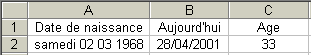 A B C
1 Date de naissance Aujourd'hui Age
2 samedi 02 03 1968 28/04/2001 33